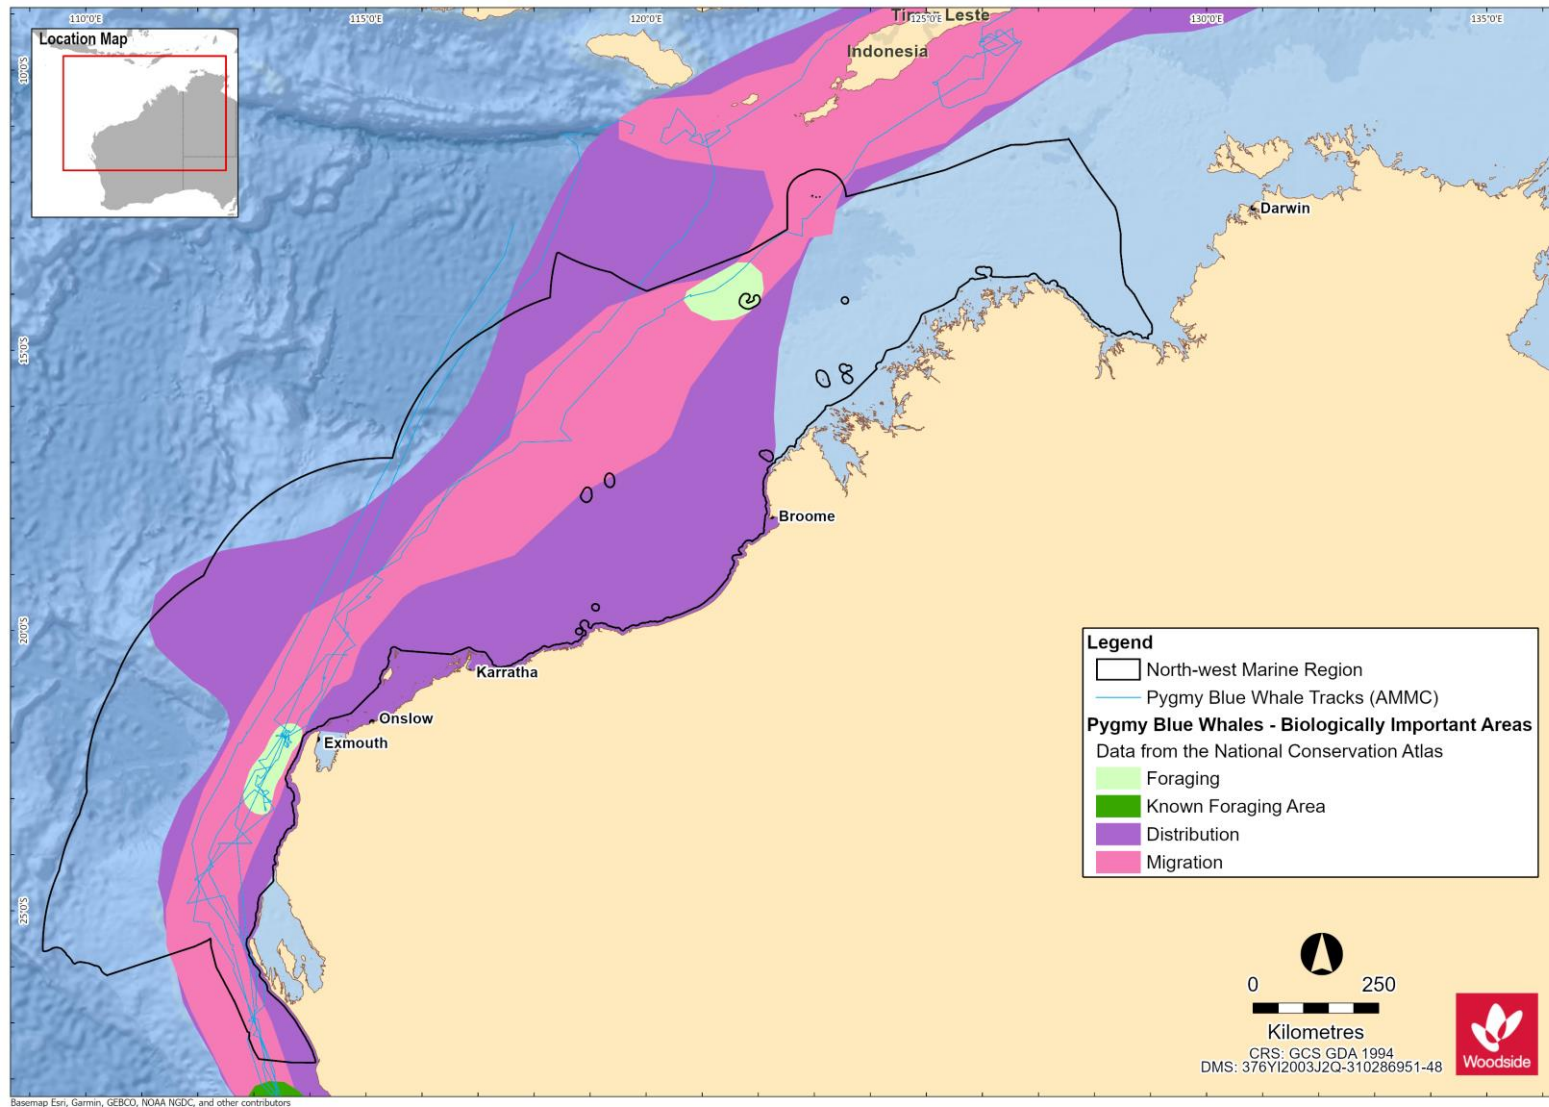 110°0'E
115°0'E
120°0'E
125°0'E
130°0'E
135°0'E
Location Map
Timor Leste
Indonesia
10°0'S
Darwin
15°0'S
Broome
20°0'S
Karratha
Onslow
Exmouth
25°0'S
Legend
North-west Marine Region
Pygmy Blue Whale Tracks (AMMC)
Pygmy Blue Whales - Biologically Important Areas
Data from the National Conservation Atlas
Foraging
Known Foraging Area
Distribution
Migration
0 250
Kilometres
CRS: GCS GDA 1994
DMS: 376YI2003J2Q-310286951-48
Woodside
Basemap Esri, Garmin, GEBCO, NOAA NGDC, and other contributors